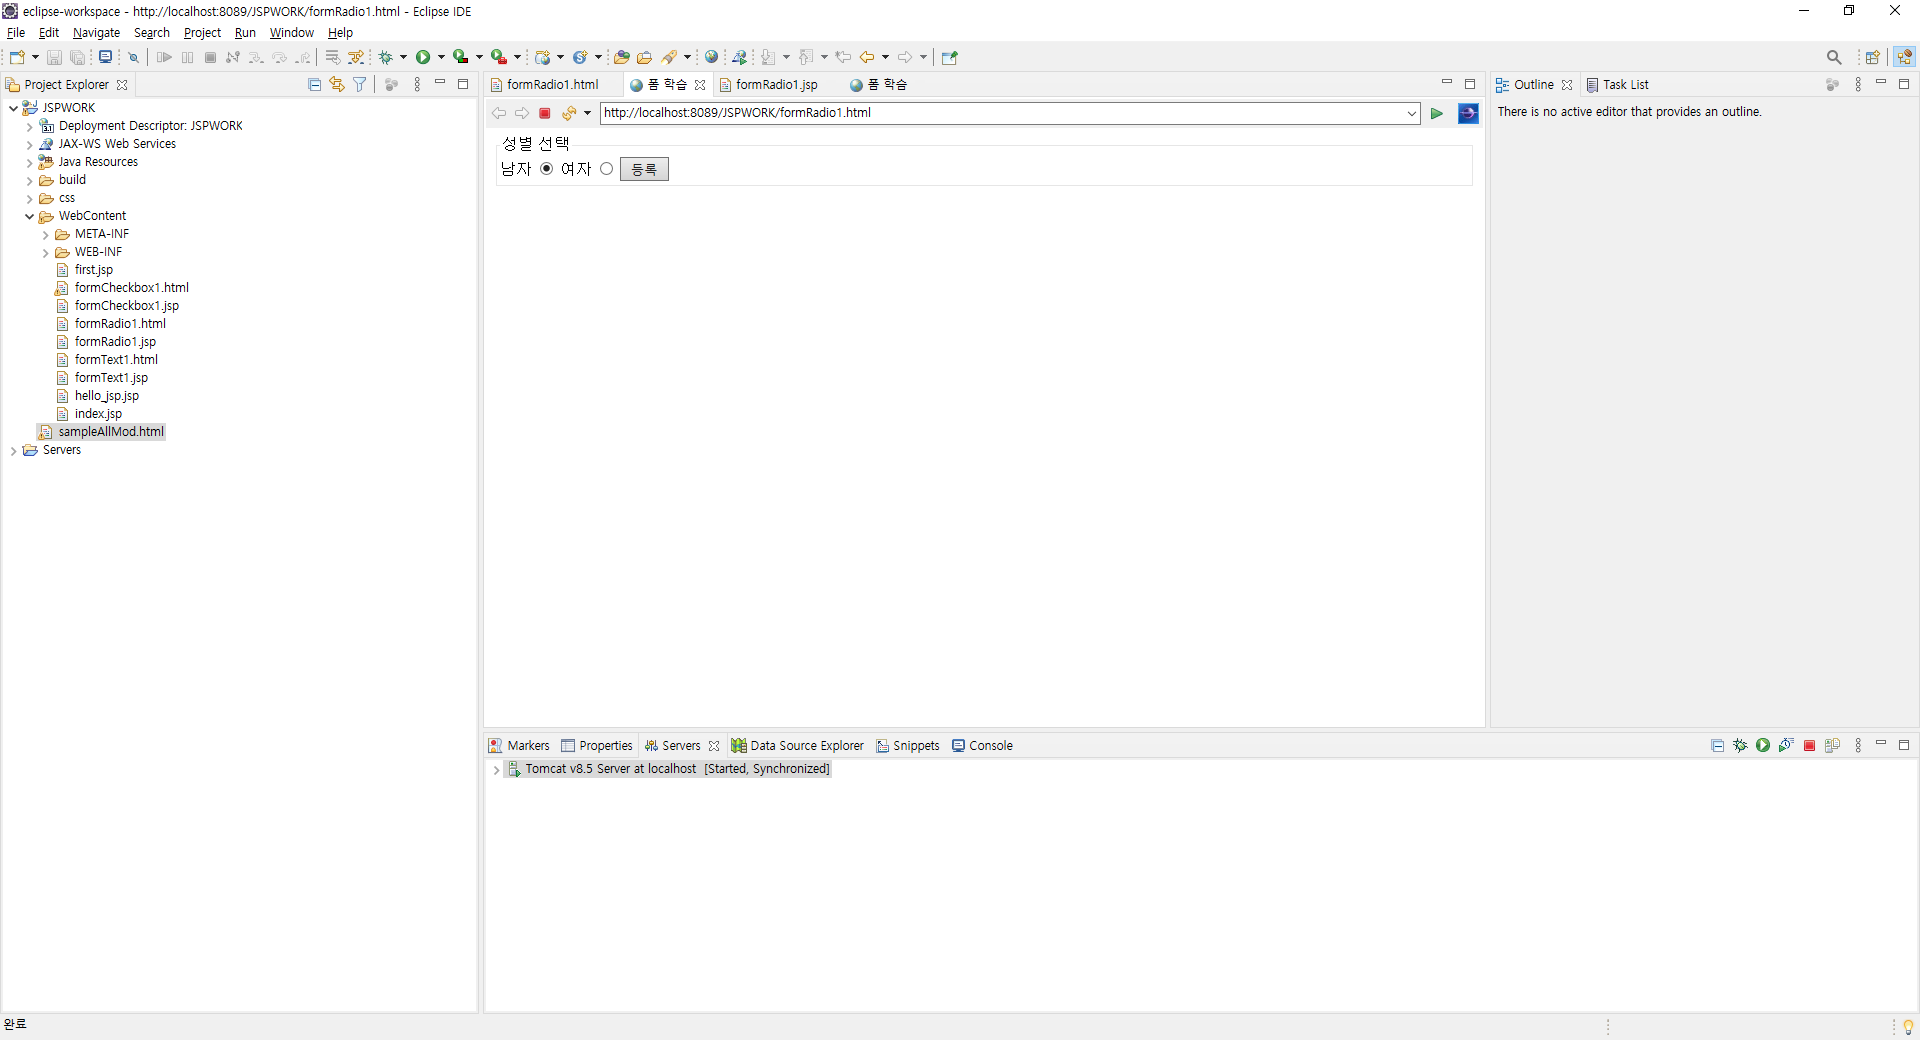 eclipse-workspace - http://localhost:8089/JSPWORK/formRadio1.html - Eclipse IDE
File Edit Navigate Search Project Run Window Help
Project Explorer
JSPWORK
Deployment Descriptor: JSPWORK
JAX-WS Web Services
Java Resources
build
css
WebContent
META-INF
WEB-INF
first.jsp
formCheckbox1.html
formCheckbox1.jsp
formRadio1.html
formRadio1.jsp
formText1.html
formText1.jsp
hello_jsp.jsp
index.jsp
sampleAllMod.html
Servers
formRadio1.html 폼 학습 formRadio1.jsp 폼 학습
http://localhost:8089/JSPWORK/formRadio1.html
성별 선택
남자 여자 등록
Outline Task List
There is no active editor that provides an outline.
Markers Properties Servers Data Source Explorer Snippets Console
Tomcat v8.5 Server at localhost [Started, Synchronized]
완료